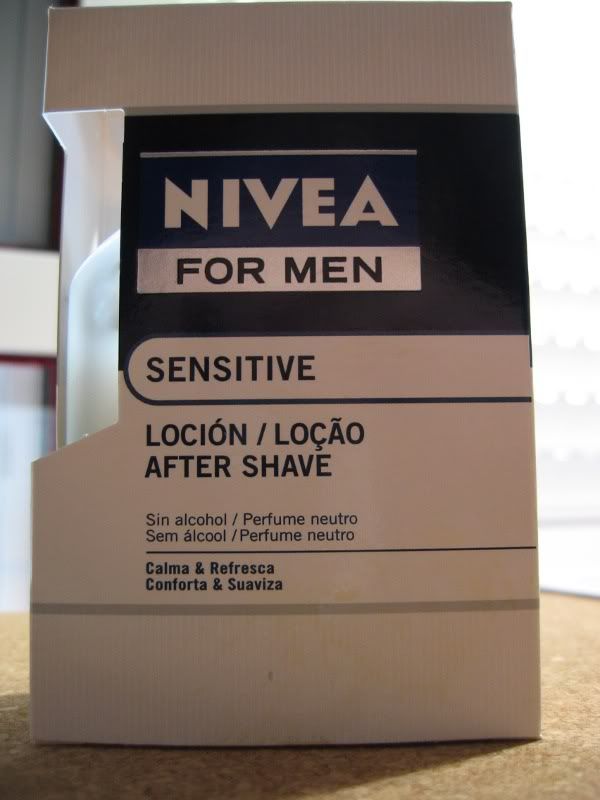 NIVEA
FOR MEN
SENSITIVE
LOCIÓN / LOÇÃO
AFTER SHAVE
Sin alcohol / Perfume neutro
Sem álcool / Perfume neutro
Calma & Refresca
Conforta & Suaviza